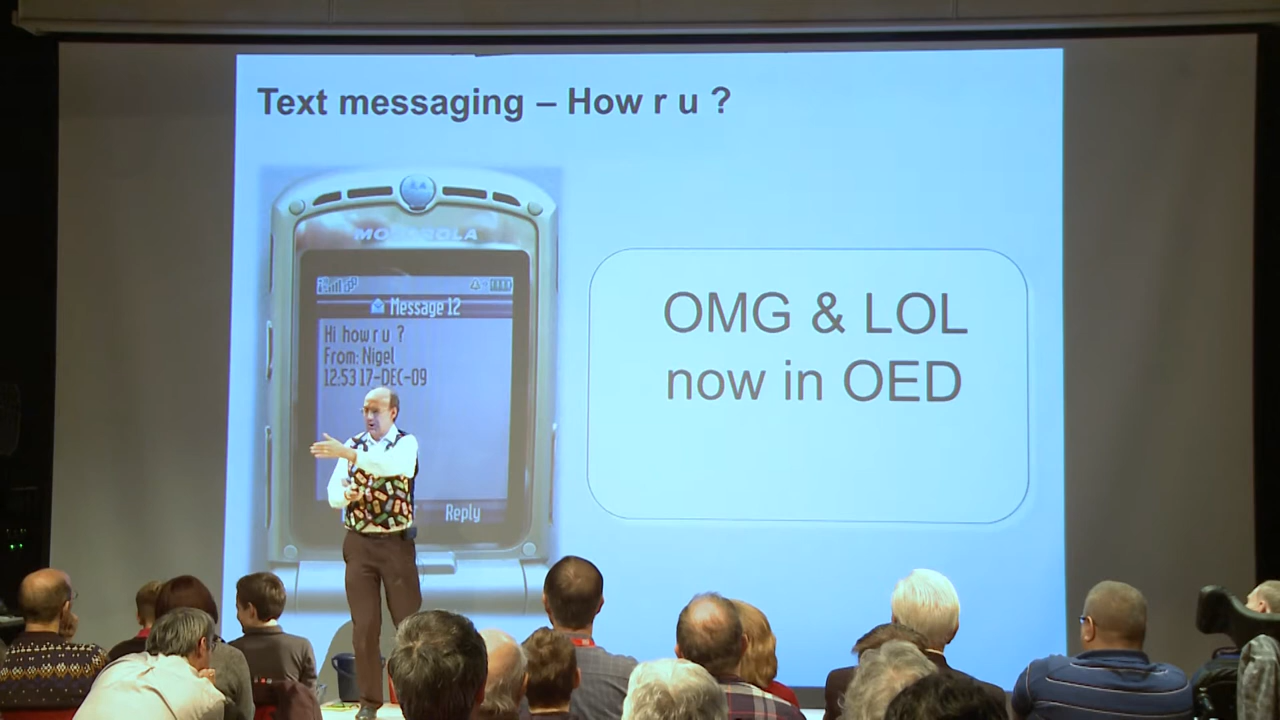 Text messaging – How r u ?
MOTOROLA
Message 12
Hi how r u ?
From: Nigel
12:53 17-DEC-09
Reply
OMG & LOL
now in OED